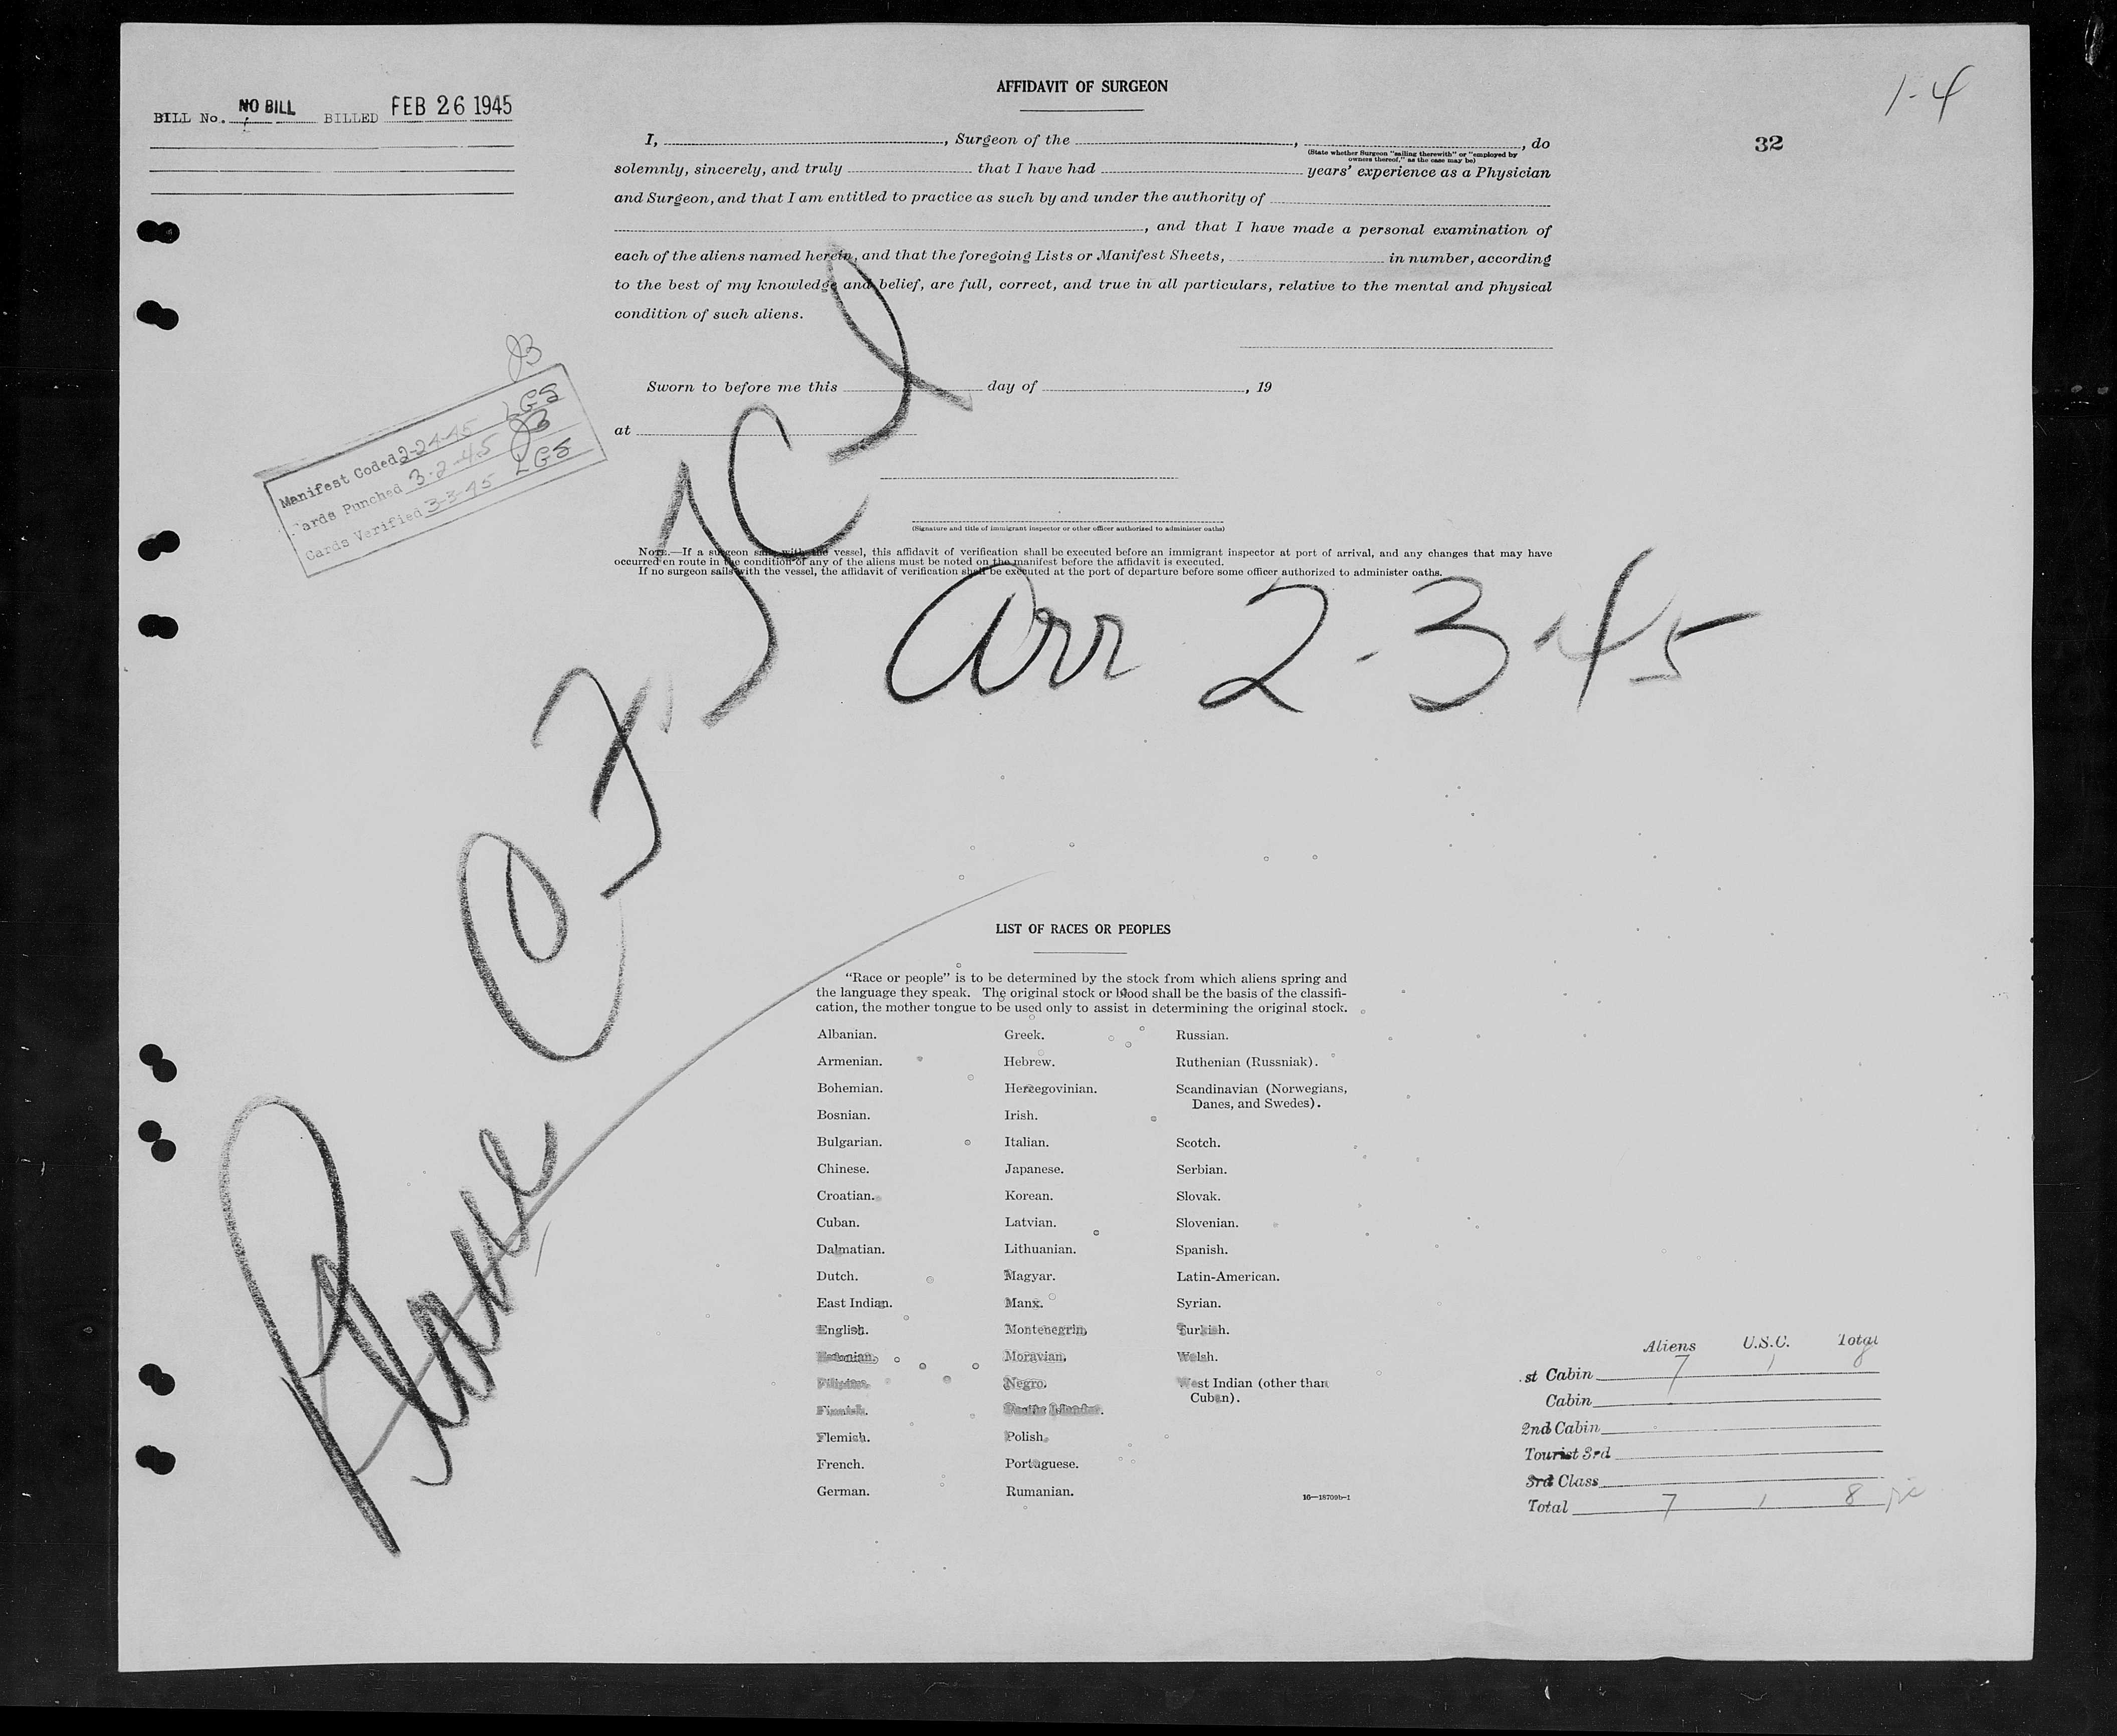 AFFIDAVIT OF SURGEON
1-4
BILL No. NO BILL BILLED FEB 26 1945
32
I, , Surgeon of the , , do
(State whether Surgeon "sailing therewith" or "employed by
owners thereof," as the case may be)
solemnly, sincerely, and truly that I have had years' experience as a Physician
and Surgeon, and that I am entitled to practice as such by and under the authority of
, and that I have made a personal examination of
each of the aliens named herein, and that the foregoing Lists or Manifest Sheets, in number, according
to the best of my knowledge and belief, are full, correct, and true in all particulars, relative to the mental and physical
condition of such aliens.
JB
Manifest Coded 2-24-45 LGS
Cards Punched 3-2-45 JB
Cards Verified 3-3-45 LGS
Sworn to before me this day of , 19
at
(Signature and title of immigrant inspector or other officer authorized to administer oaths)
NOTE.—If a surgeon sails with the vessel, this affidavit of verification shall be executed before an immigrant inspector at port of arrival, and any changes that may have
occurred en route in the condition of any of the aliens must be noted on the manifest before the affidavit is executed.
If no surgeon sails with the vessel, the affidavit of verification shall be executed at the port of departure before some officer authorized to administer oaths.
Arr 2-3-45
Plane
LIST OF RACES OR PEOPLES
"Race or people" is to be determined by the stock from which aliens spring and
the language they speak. The original stock or blood shall be the basis of the classifi-
cation, the mother tongue to be used only to assist in determining the original stock.
Albanian.
Armenian.
Bohemian.
Bosnian.
Bulgarian.
Chinese.
Croatian.
Cuban.
Dalmatian.
Dutch.
East Indian.
English.
Estonian.
Filipino.
Finnish.
Flemish.
French.
German.
Greek.
Hebrew.
Herzegovinian.
Irish.
Italian.
Japanese.
Korean.
Latvian.
Lithuanian.
Magyar.
Manx.
Montenegrin.
Moravian.
Negro.
Pacific Islander.
Polish.
Portuguese.
Rumanian.
Russian.
Ruthenian (Russniak).
Scandinavian (Norwegians,
Danes, and Swedes).
Scotch.
Serbian.
Slovak.
Slovenian.
Spanish.
Latin-American.
Syrian.
Turkish.
Welsh.
West Indian (other than
Cuban).
16—18709b-1
Aliens U.S.C. Total
st Cabin 7 1 8
Cabin
2nd Cabin
Tourist 3rd
3rd Class
Total 7 1 8